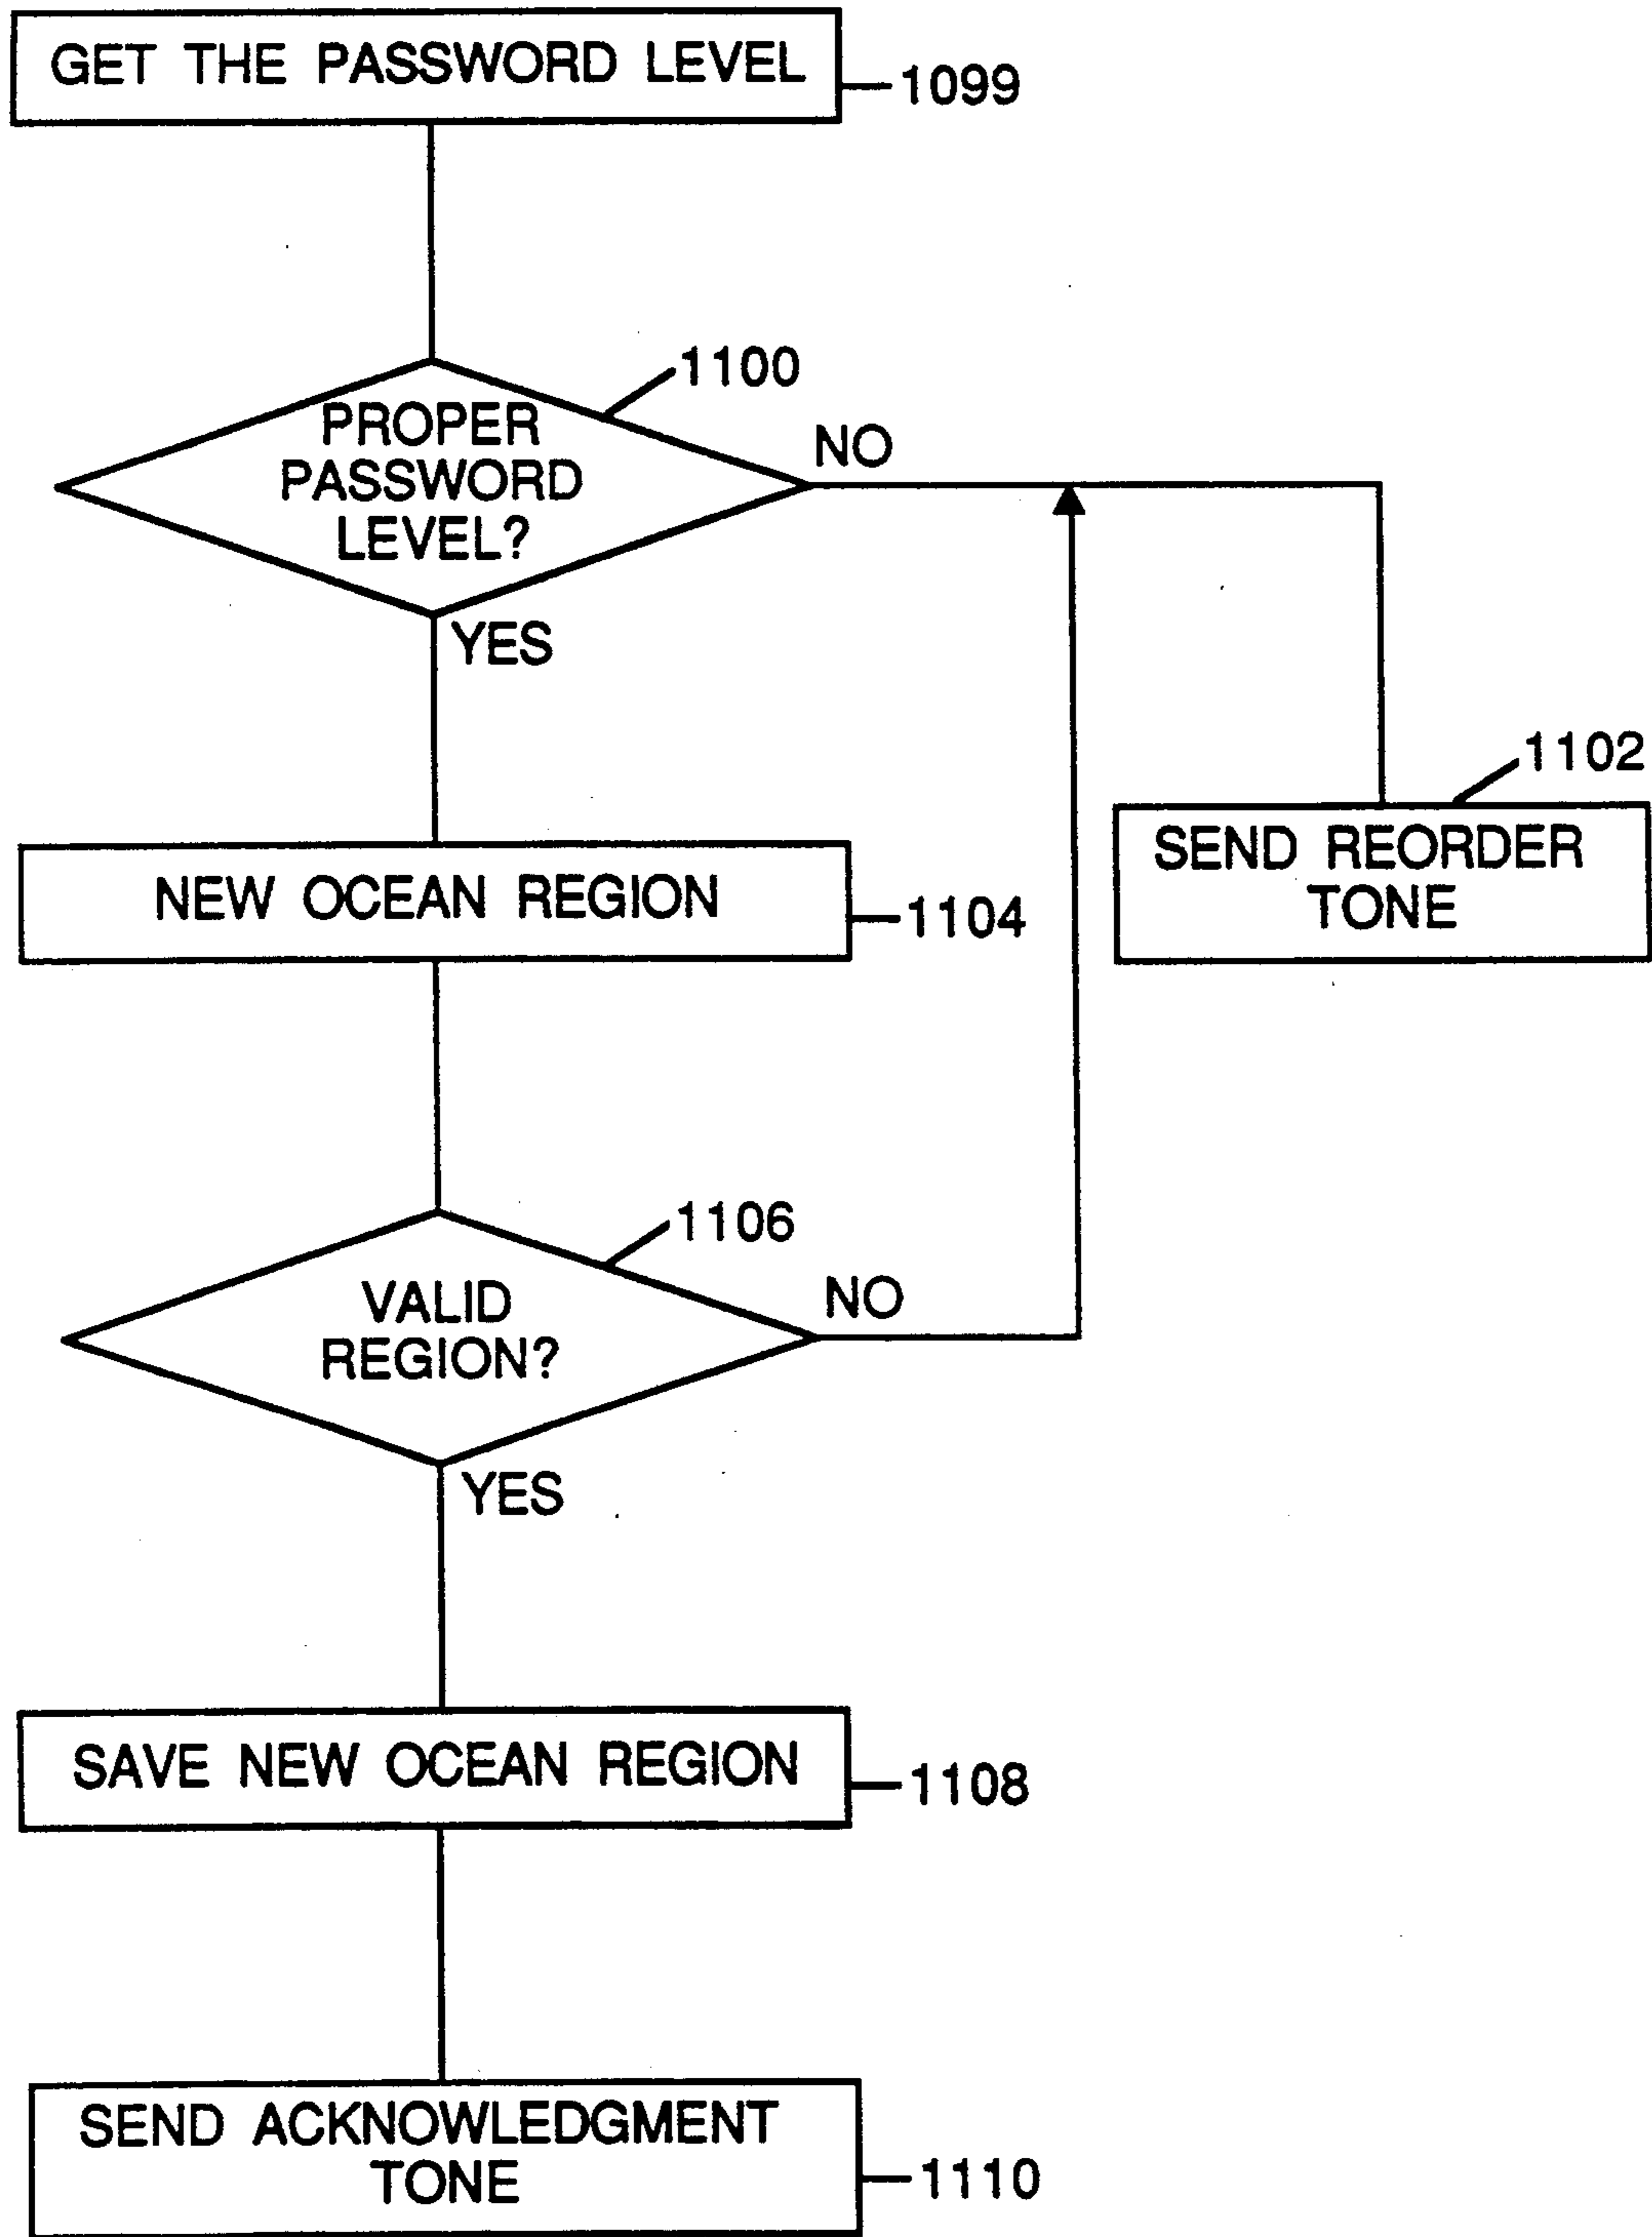 GET THE PASSWORD LEVEL
1099
1100
PROPER
PASSWORD
LEVEL?
NO
YES
1102
SEND REORDER
TONE
NEW OCEAN REGION
1104
1106
VALID
REGION?
NO
YES
SAVE NEW OCEAN REGION
1108
SEND ACKNOWLEDGMENT
TONE
1110